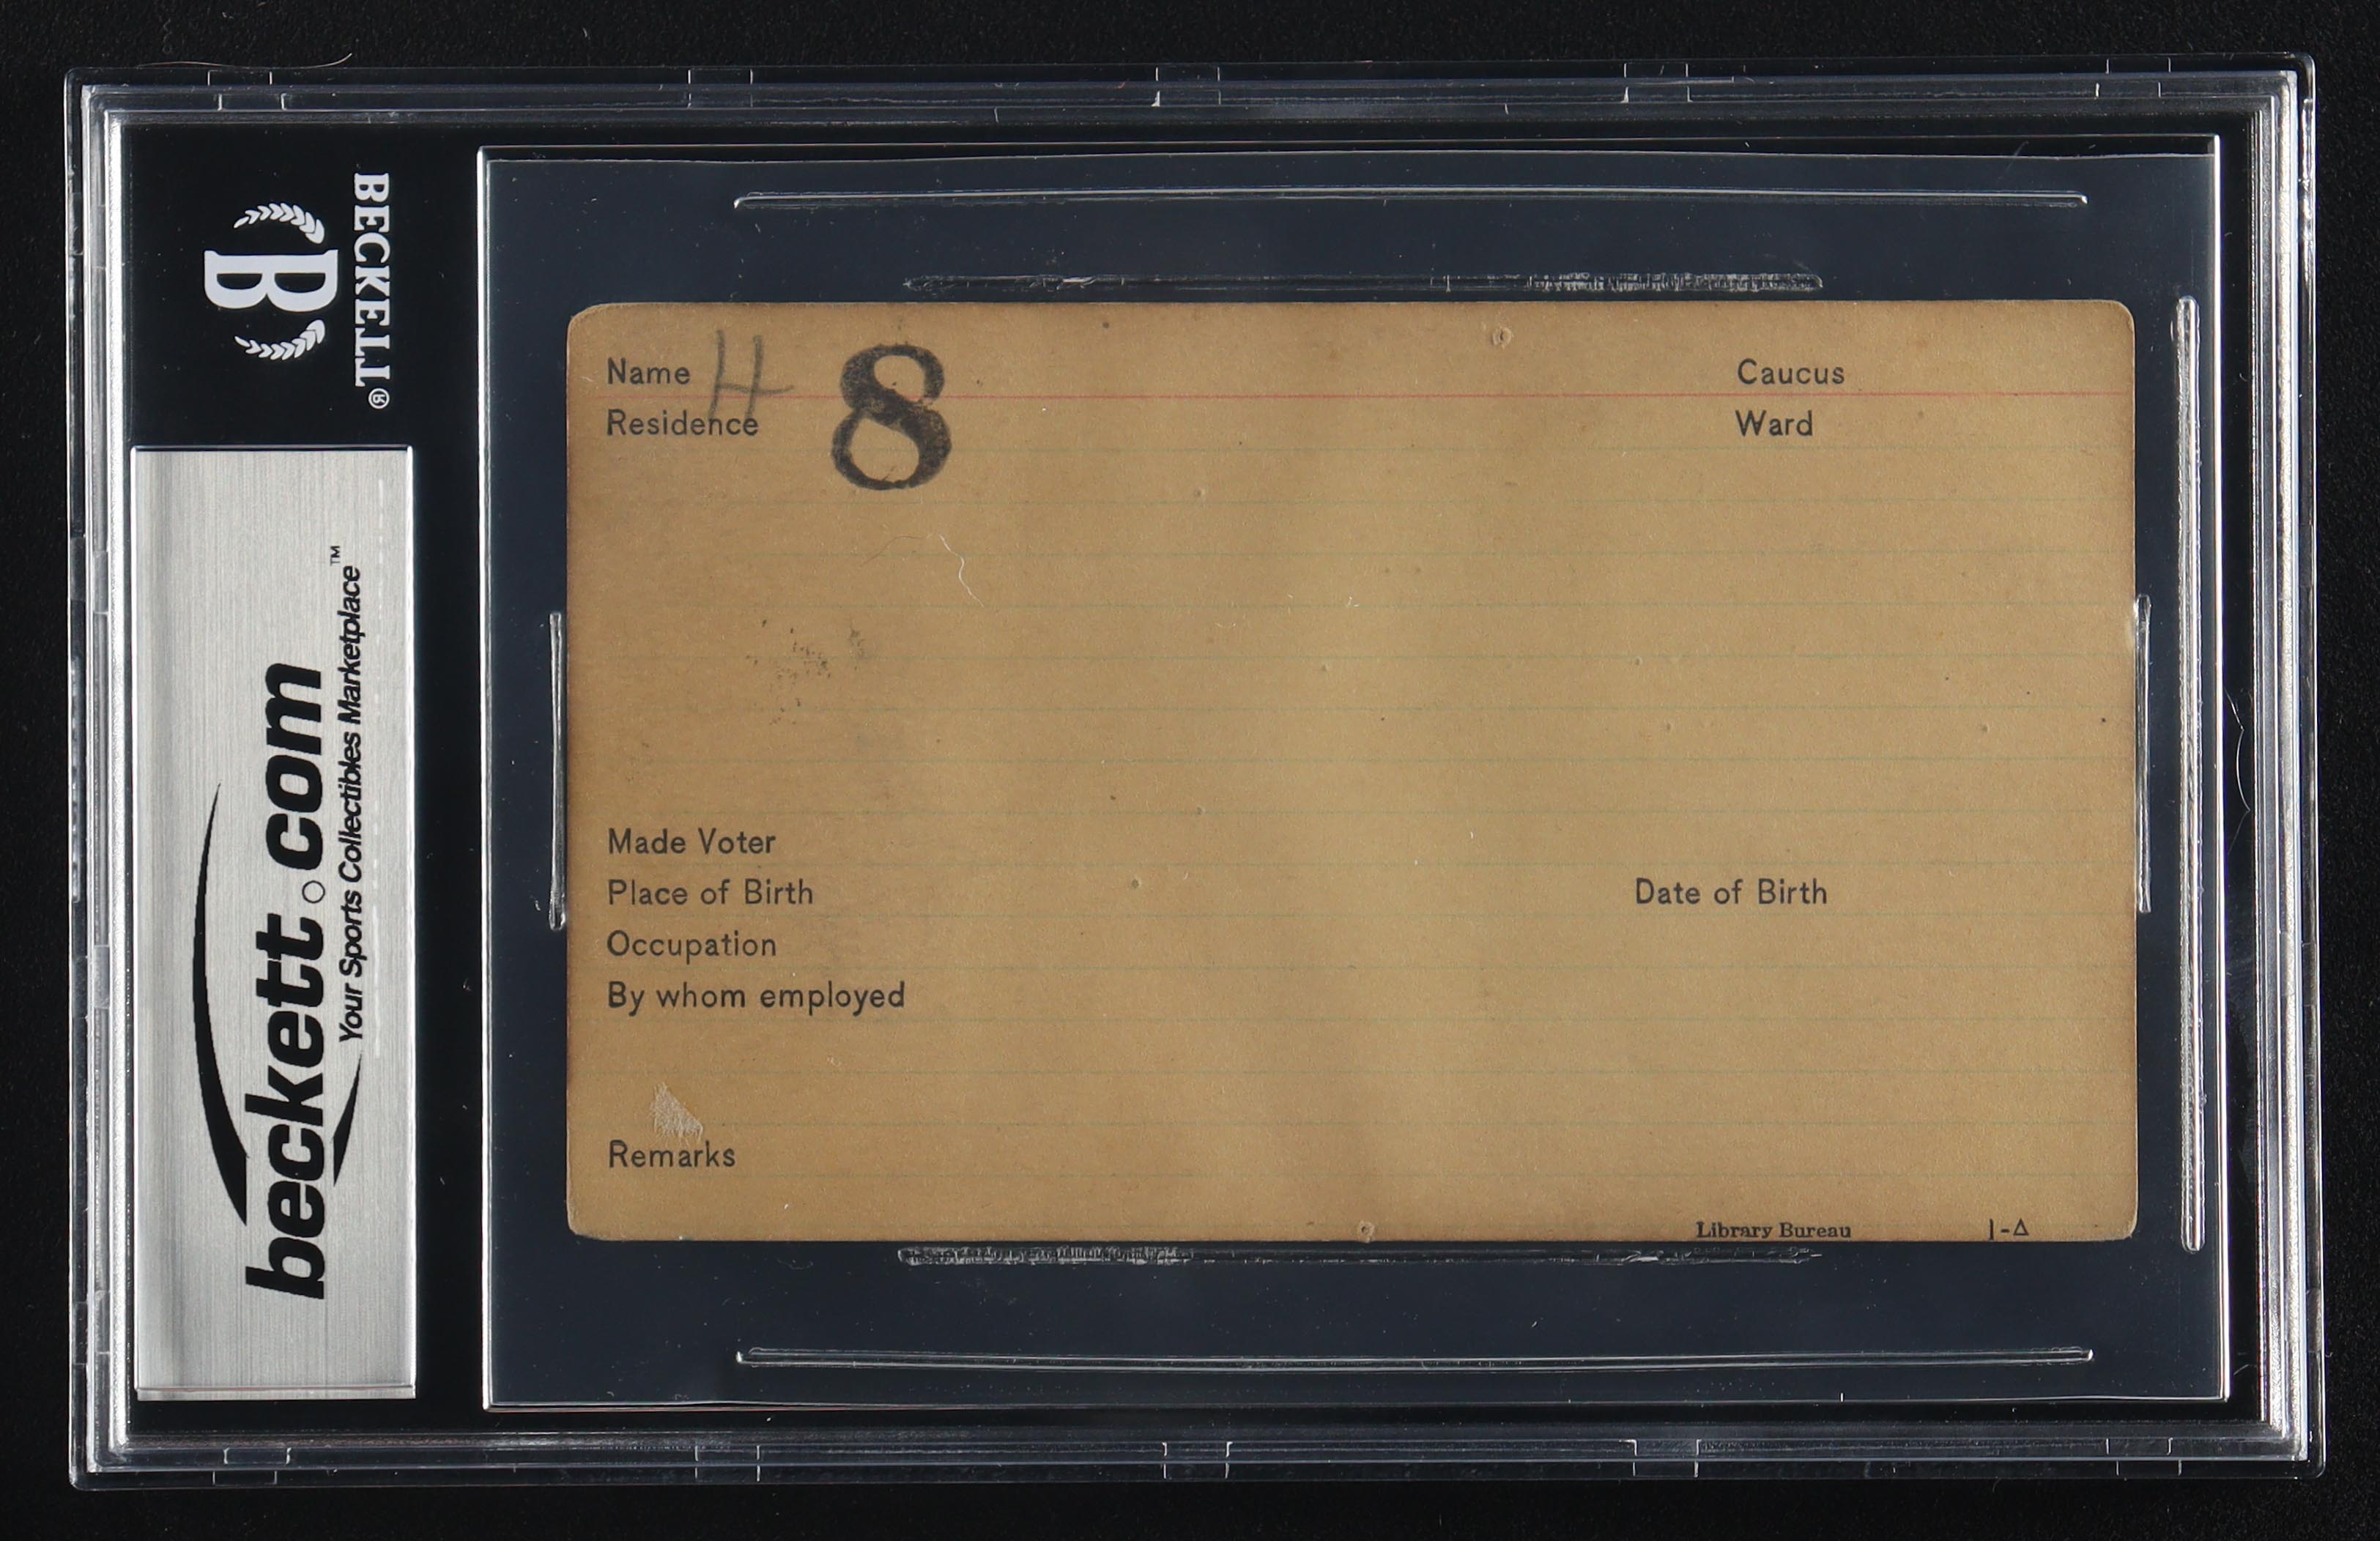 BECKETT®
B
beckett.com
Your Sports Collectibles Marketplace™
Name H 8 Caucus
Residence Ward
Made Voter
Place of Birth Date of Birth
Occupation
By whom employed
Remarks
Library Bureau 1-Δ